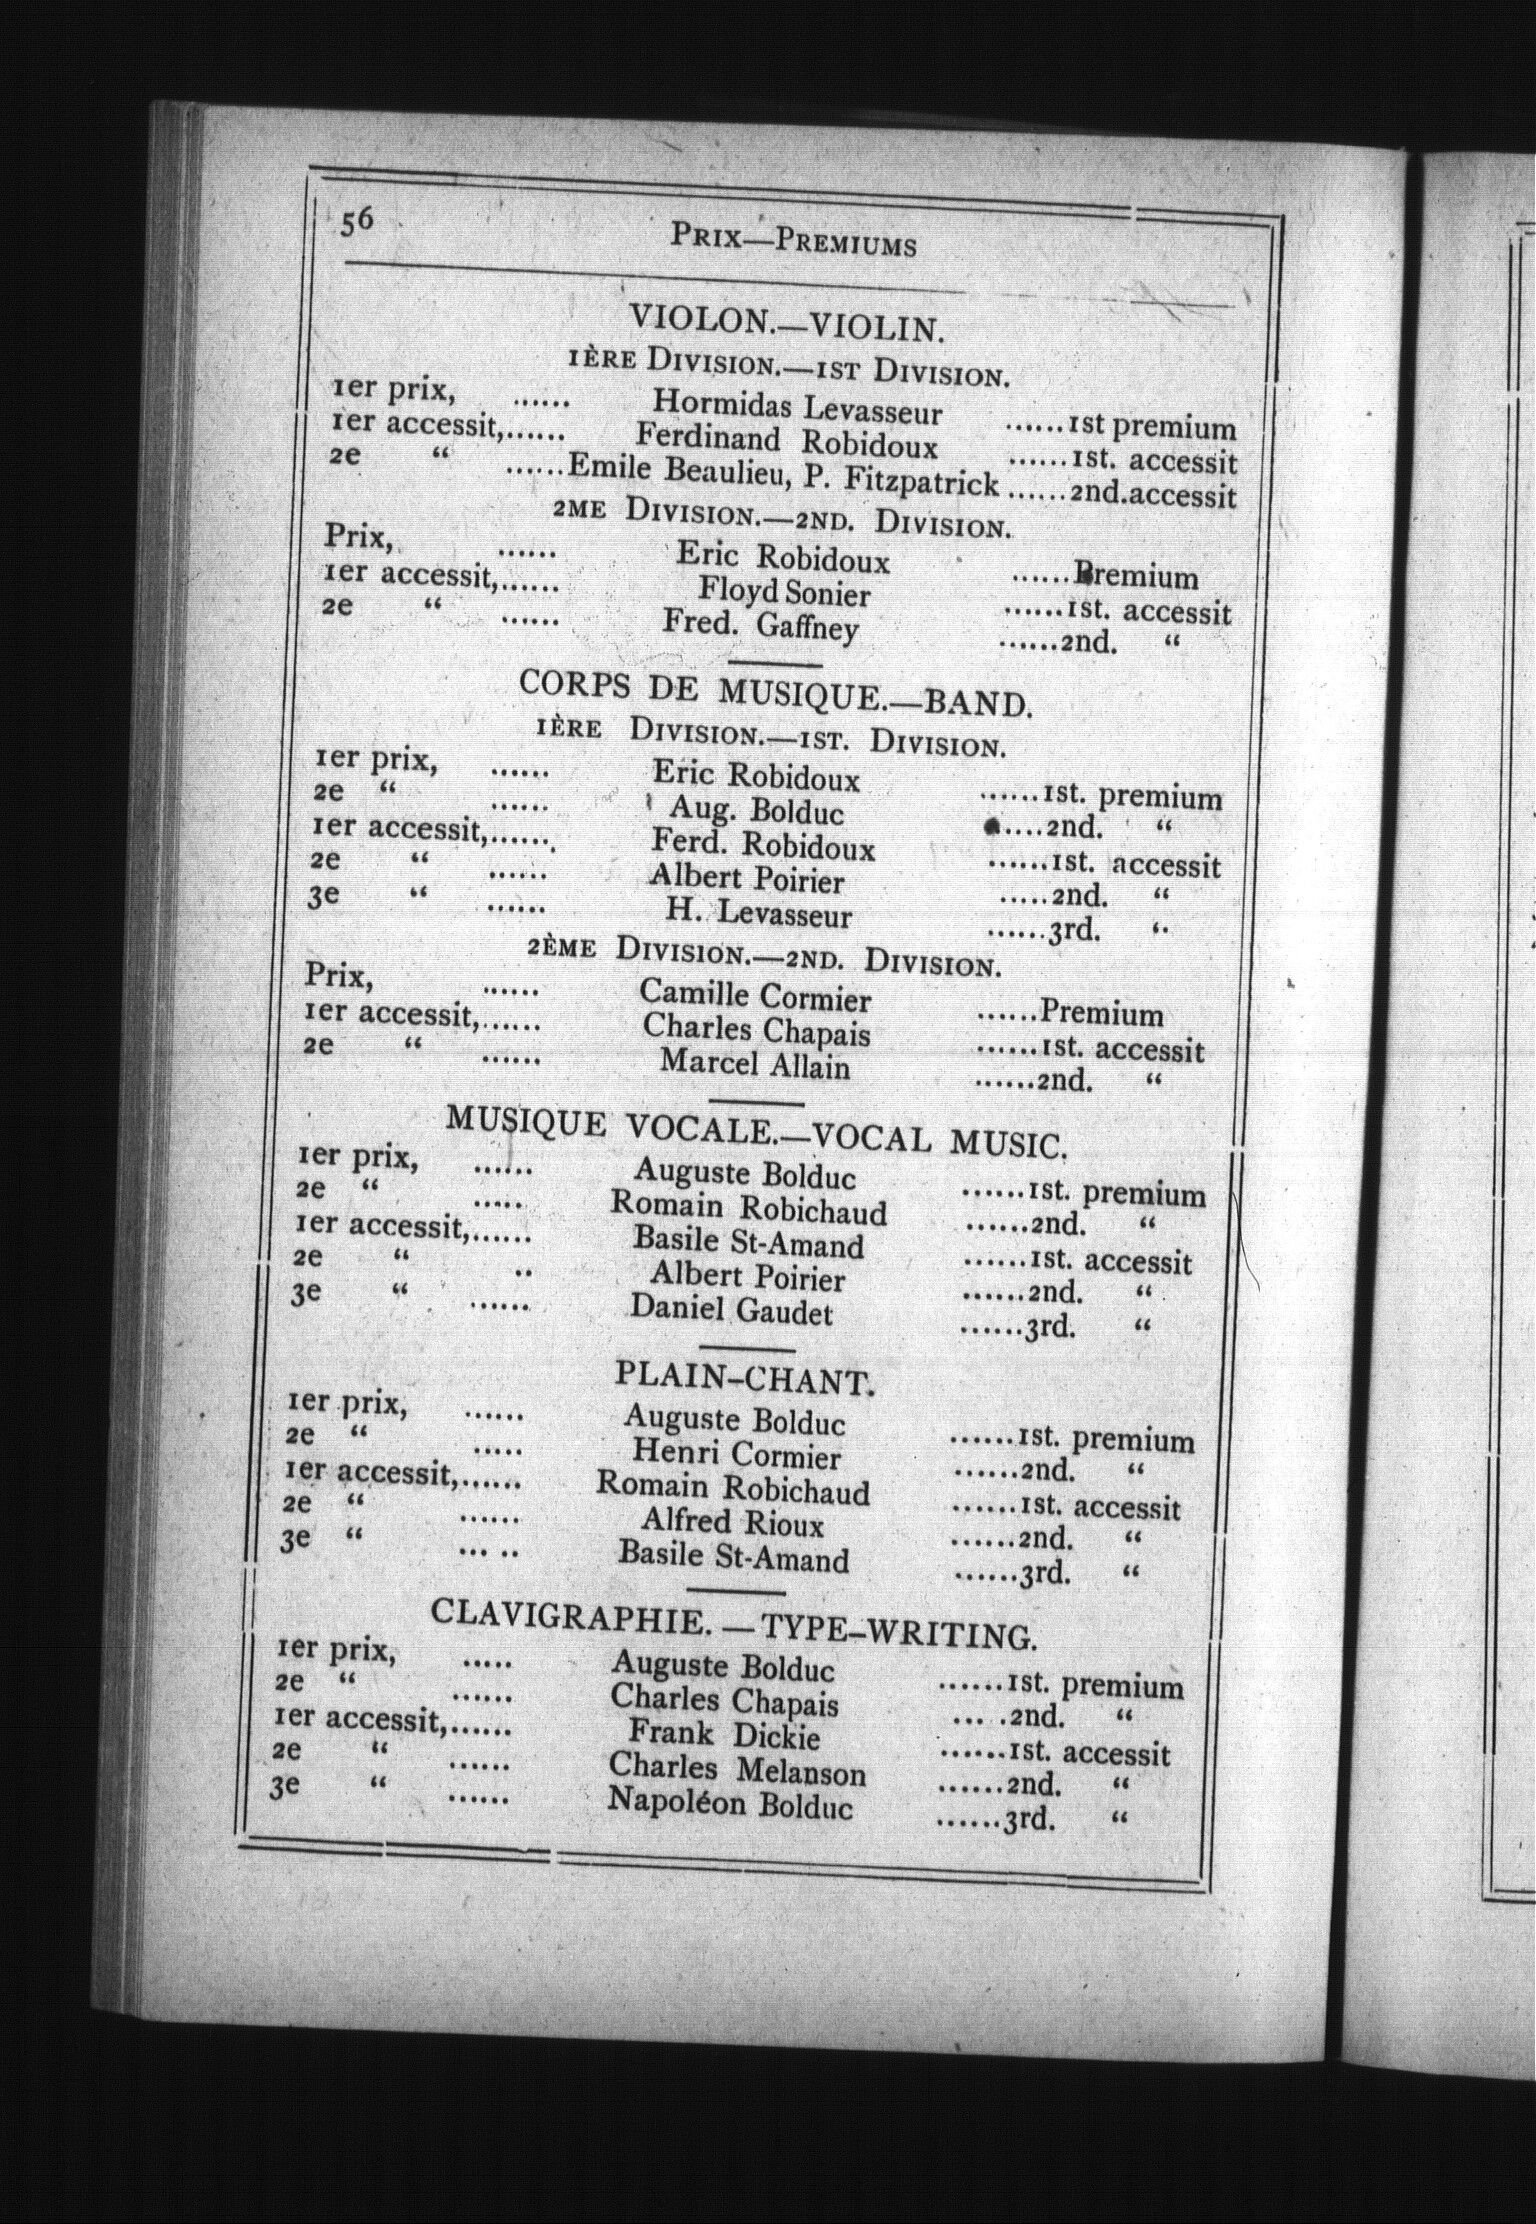 56
Prix—Premiums
VIOLON.—VIOLIN.
1ère Division.—1st Division.
1er prix, ...... Hormidas Levasseur ......1st premium
1er accessit,...... Ferdinand Robidoux ......1st. accessit
2e “ ......Emile Beaulieu, P. Fitzpatrick ......2nd.accessit
2me Division.—2nd. Division.
Prix, ...... Eric Robidoux ......Premium
1er accessit,...... Floyd Sonier ......1st. accessit
2e “ ...... Fred. Gaffney ......2nd. “
CORPS DE MUSIQUE.—BAND.
1ère Division.—1st. Division.
1er prix, ...... Eric Robidoux ......1st. premium
2e “ ...... Aug. Bolduc .....2nd. “
1er accessit,....... Ferd. Robidoux ......1st. accessit
2e “ ...... Albert Poirier .....2nd. “
3e “ ...... H. Levasseur ......3rd. “
2ème Division.—2nd. Division.
Prix, ...... Camille Cormier ......Premium
1er accessit,...... Charles Chapais ......1st. accessit
2e “ ...... Marcel Allain ......2nd. “
MUSIQUE VOCALE.—VOCAL MUSIC.
1er prix, ...... Auguste Bolduc ......1st. premium
2e “ ..... Romain Robichaud ......2nd. “
1er accessit,...... Basile St-Amand ......1st. accessit
2e “ .. Albert Poirier ......2nd. “
3e “ ...... Daniel Gaudet ......3rd. “
PLAIN-CHANT.
1er prix, ...... Auguste Bolduc ......1st. premium
2e “ ..... Henri Cormier ......2nd. “
1er accessit,...... Romain Robichaud ......1st. accessit
2e “ ...... Alfred Rioux ......2nd. “
3e “ ... .. Basile St-Amand ......3rd. “
CLAVIGRAPHIE. — TYPE-WRITING.
1er prix, ..... Auguste Bolduc ......1st. premium
2e “ ...... Charles Chapais ... .2nd. “
1er accessit,...... Frank Dickie ......1st. accessit
2e “ ...... Charles Melanson ......2nd. “
3e “ ...... Napoléon Bolduc ......3rd. “